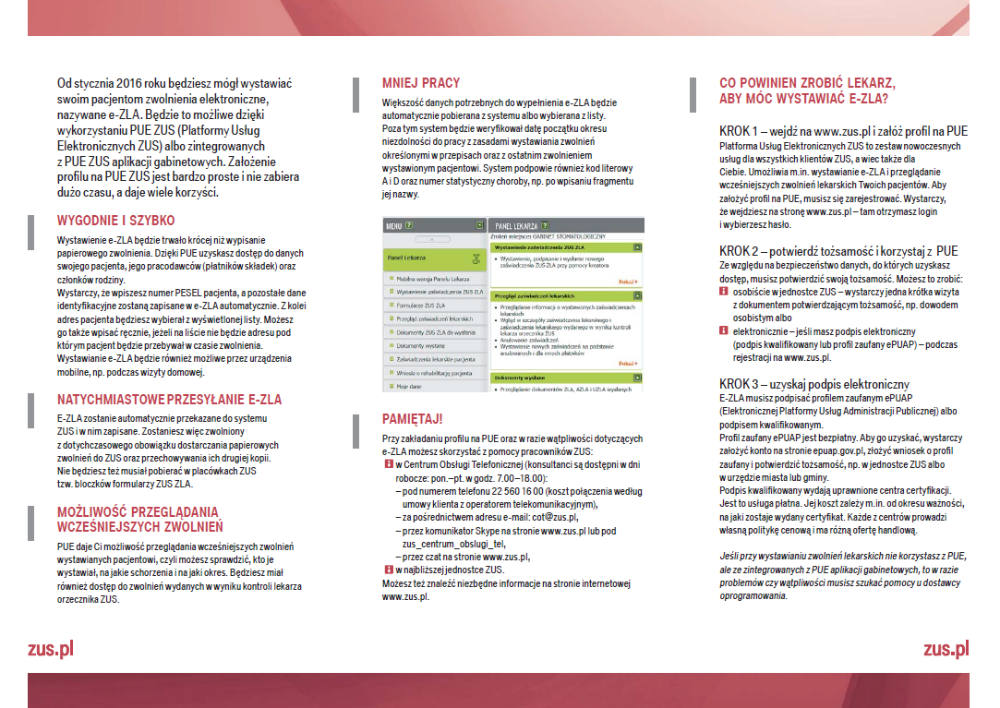 Od stycznia 2016 roku będziesz mógł wystawiać
swoim pacjentom zwolnienia elektroniczne,
nazywane e-ZLA. Będzie to możliwe dzięki
wykorzystaniu PUE ZUS (Platformy Usług
Elektronicznych ZUS) albo zintegrowanych
z PUE ZUS aplikacji gabinetowych. Założenie
profilu na PUE ZUS jest bardzo proste i nie zabiera
dużo czasu, a daje wiele korzyści.
WYGODNIE I SZYBKO
Wystawienie e-ZLA będzie trwało krócej niż wypisanie
papierowego zwolnienia. Dzięki PUE uzyskasz dostęp do danych
swojego pacjenta, jego pracodawców (płatników składek) oraz
członków rodziny.
Wystarczy, że wpiszesz numer PESEL pacjenta, a pozostałe dane
identyfikacyjne zostaną zapisane w e-ZLA automatycznie. Z kolei
adres pacjenta będziesz wybierał z wyświetlonej listy. Możesz
go także wpisać ręcznie, jeżeli na liście nie będzie adresu pod
którym pacjent będzie przebywał w czasie zwolnienia.
Wystawianie e-ZLA będzie również możliwe przez urządzenia
mobilne, np. podczas wizyty domowej.
NATYCHMIASTOWE PRZESYŁANIE E-ZLA
E-ZLA zostanie automatycznie przekazane do systemu
ZUS i w nim zapisane. Zostaniesz więc zwolniony
z dotychczasowego obowiązku dostarczania papierowych
zwolnień do ZUS oraz przechowywania ich drugiej kopii.
Nie będziesz też musiał pobierać w placówkach ZUS
tzw. bloczków formularzy ZUS ZLA.
MOŻLIWOŚĆ PRZEGLĄDANIA
WCZEŚNIEJSZYCH ZWOLNIEŃ
PUE daje Ci możliwość przeglądania wcześniejszych zwolnień
wystawianych pacjentowi, czyli możesz sprawdzić, kto je
wystawiał, na jakie schorzenia i na jaki okres. Będziesz miał
również dostęp do zwolnień wydanych w wyniku kontroli lekarza
orzecznika ZUS.
zus.pl
MNIEJ PRACY
Większość danych potrzebnych do wypełnienia e-ZLA będzie
automatycznie pobierana z systemu albo wybierana z listy.
Poza tym system będzie weryfikował datę początku okresu
niezdolności do pracy z zasadami wystawiania zwolnień
określonymi w przepisach oraz z ostatnim zwolnieniem
wystawionym pacjentowi. System podpowie również kod literowy
A i D oraz numer statystyczny choroby, np. po wpisaniu fragmentu
jej nazwy.
MENU ?
Panel Lekarza
Mobilna wersja Panelu Lekarza
Wystawienie zaświadczenia ZUS ZLA
Formularze ZUS ZLA
Przegląd zaświadczeń lekarskich
Dokumenty ZUS ZLA do wysłania
Dokumenty wysłane
Zaświadczenia lekarskie pacjenta
Wnioski o rehabilitację pacjenta
Moje dane
PANEL LEKARZA ?
Zmień miejsce: GABINET STOMATOLOGICZNY
Wystawienie zaświadczenia ZUS ZLA
Wystawienie, podpisanie i wysłanie nowego
zaświadczenia ZUS ZLA przy pomocy kreatora
Pokaż
Przegląd zaświadczeń lekarskich
Przeglądanie informacji o wystawionych zaświadczeniach
lekarskich
Wgląd w szczegóły zaświadczenia lekarskiego i
zaświadczenia lekarskiego wydanego w wyniku kontroli
lekarza orzecznika ZUS
Anulowanie zaświadczeń
Wystawienie nowych zaświadczeń na podstawie
anulowanych i dla innych płatników
Pokaż
Dokumenty wysłane
Przeglądanie dokumentów ZLA, AZLA i UZLA wysłanych
PAMIĘTAJ!
Przy zakładaniu profilu na PUE oraz w razie wątpliwości dotyczących
e-ZLA możesz skorzystać z pomocy pracowników ZUS:
w Centrum Obsługi Telefonicznej (konsultanci są dostępni w dni
robocze: pon.–pt. w godz. 7.00–18.00):
– pod numerem telefonu 22 560 16 00 (koszt połączenia według
umowy klienta z operatorem telekomunikacyjnym),
– za pośrednictwem adresu e-mail: cot@zus.pl,
– przez komunikator Skype na stronie www.zus.pl lub pod
zus_centrum_obslugi_tel,
– przez czat na stronie www.zus.pl,
w najbliższej jednostce ZUS.
Możesz też znaleźć niezbędne informacje na stronie internetowej
www.zus.pl.
CO POWINIEN ZROBIĆ LEKARZ,
ABY MÓC WYSTAWIAĆ E-ZLA?
KROK 1 – wejdź na www.zus.pl i załóż profil na PUE
Platforma Usług Elektronicznych ZUS to zestaw nowoczesnych
usług dla wszystkich klientów ZUS, a wiec także dla
Ciebie. Umożliwia m.in. wystawianie e-ZLA i przeglądanie
wcześniejszych zwolnień lekarskich Twoich pacjentów. Aby
założyć profil na PUE, musisz się zarejestrować. Wystarczy,
że wejdziesz na stronę www.zus.pl – tam otrzymasz login
i wybierzesz hasło.
KROK 2 – potwierdź tożsamość i korzystaj z PUE
Ze względu na bezpieczeństwo danych, do których uzyskasz
dostęp, musisz potwierdzić swoją tożsamość. Możesz to zrobić:
osobiście w jednostce ZUS – wystarczy jedna krótka wizyta
z dokumentem potwierdzającym tożsamość, np. dowodem
osobistym albo
elektronicznie – jeśli masz podpis elektroniczny
(podpis kwalifikowany lub profil zaufany ePUAP) – podczas
rejestracji na www.zus.pl.
KROK 3 – uzyskaj podpis elektroniczny
E-ZLA musisz podpisać profilem zaufanym ePUAP
(Elektronicznej Platformy Usług Administracji Publicznej) albo
podpisem kwalifikowanym.
Profil zaufany ePUAP jest bezpłatny. Aby go uzyskać, wystarczy
założyć konto na stronie epuap.gov.pl, złożyć wniosek o profil
zaufany i potwierdzić tożsamość, np. w jednostce ZUS albo
w urzędzie miasta lub gminy.
Podpis kwalifikowany wydają uprawnione centra certyfikacji.
Jest to usługa płatna. Jej koszt zależy m.in. od okresu ważności,
na jaki zostaje wydany certyfikat. Każde z centrów prowadzi
własną politykę cenową i ma różną ofertę handlową.
Jeśli przy wystawianiu zwolnień lekarskich nie korzystasz z PUE,
ale ze zintegrowanych z PUE aplikacji gabinetowych, to w razie
problemów czy wątpliwości musisz szukać pomocy u dostawcy
oprogramowania.
zus.pl